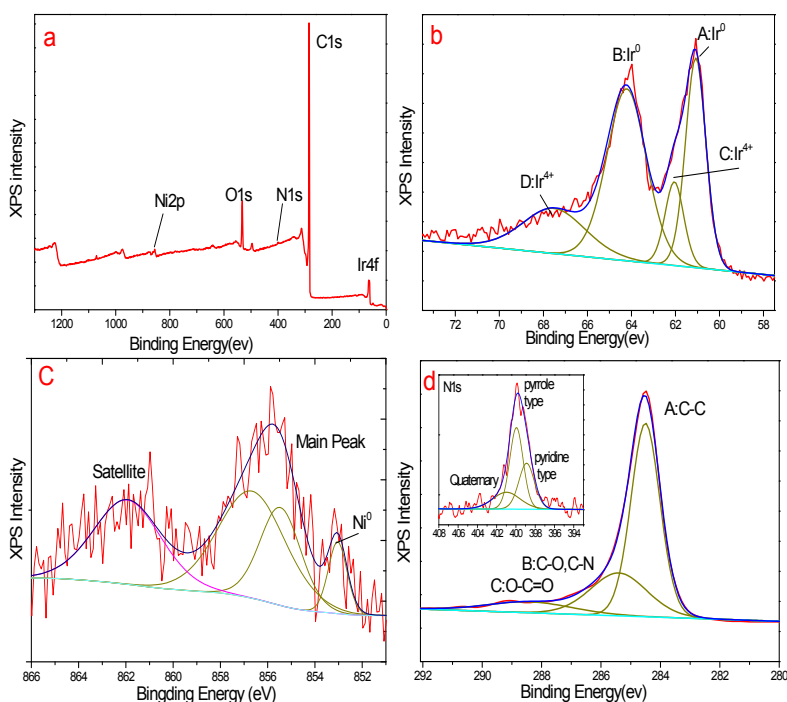 a
C1s
O1s
N1s
Ni2p
Ir4f
XPS intensity
1200 1000 800 600 400 200 0
Binding Energy(ev)
b
B:Ir0
A:Ir0
C:Ir4+
D:Ir4+
XPS Intensity
72 70 68 66 64 62 60 58
Binding Energy(ev)
C
Main Peak
Satellite
Ni0
XPS Intensity
866 864 862 860 858 856 854 852
Bingding Energy (eV)
d
N1s
pyrrole
type
pyridine
type
Quaternary
408 406 404 402 400 398 396 394
A:C-C
B:C-O,C-N
C:O-C=O
XPS Intensity
292 290 288 286 284 282 280
Binding Energy(ev)